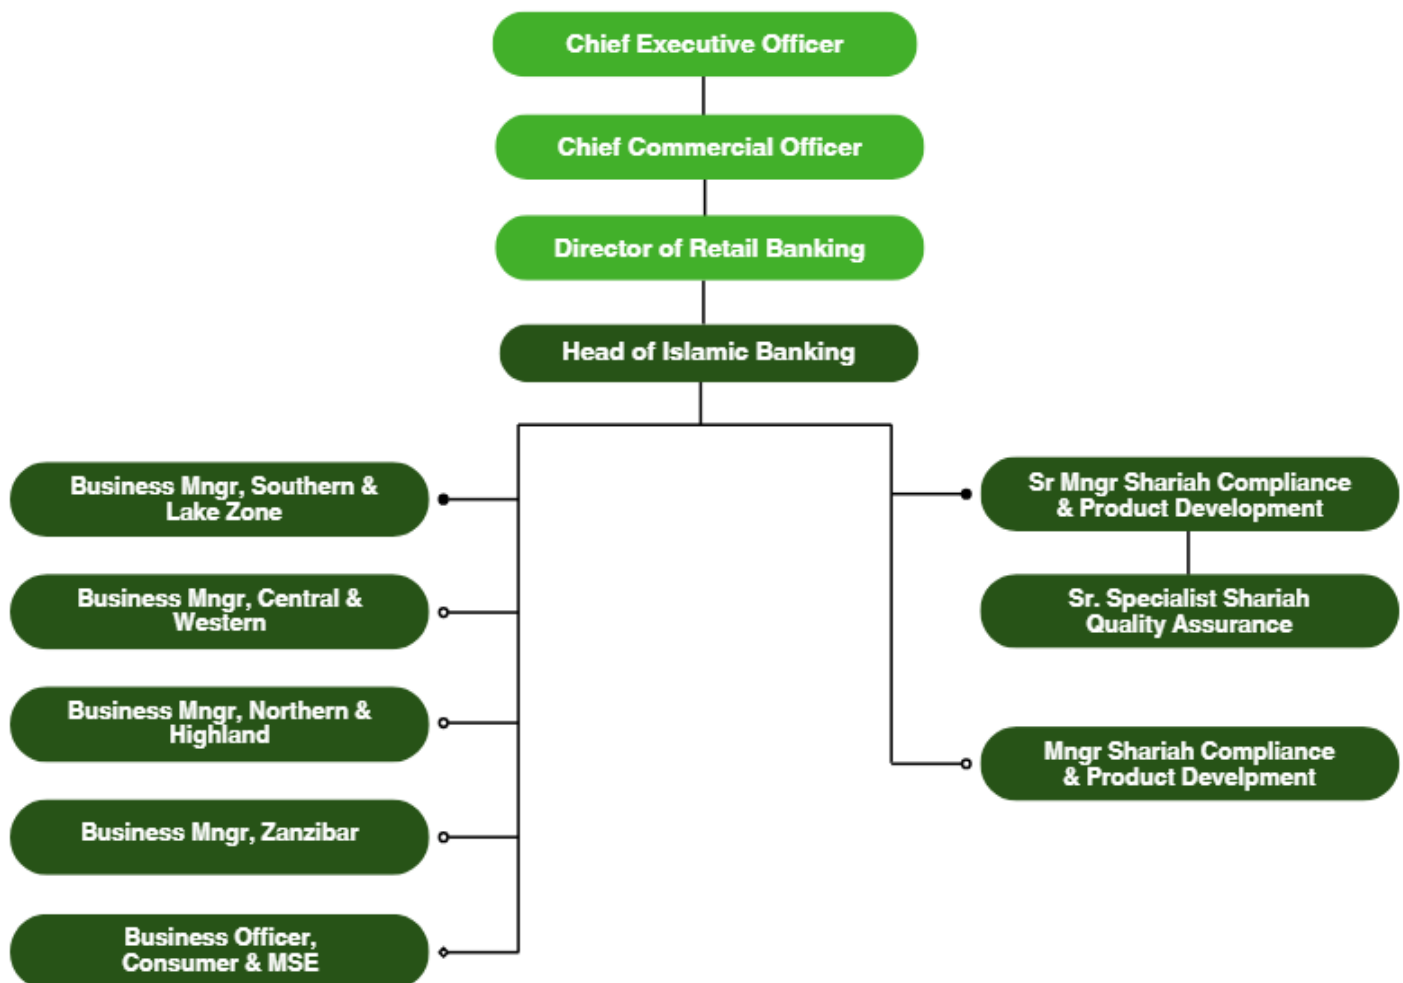 Chief Executive Officer
Chief Commercial Officer
Director of Retail Banking
Head of Islamic Banking
Business Mngr, Southern &
Lake Zone
Business Mngr, Central &
Western
Business Mngr, Northern &
Highland
Business Mngr, Zanzibar
Business Officer,
Consumer & MSE
Sr Mngr Shariah Compliance
& Product Development
Sr. Specialist Shariah
Quality Assurance
Mngr Shariah Compliance
& Product Develpment